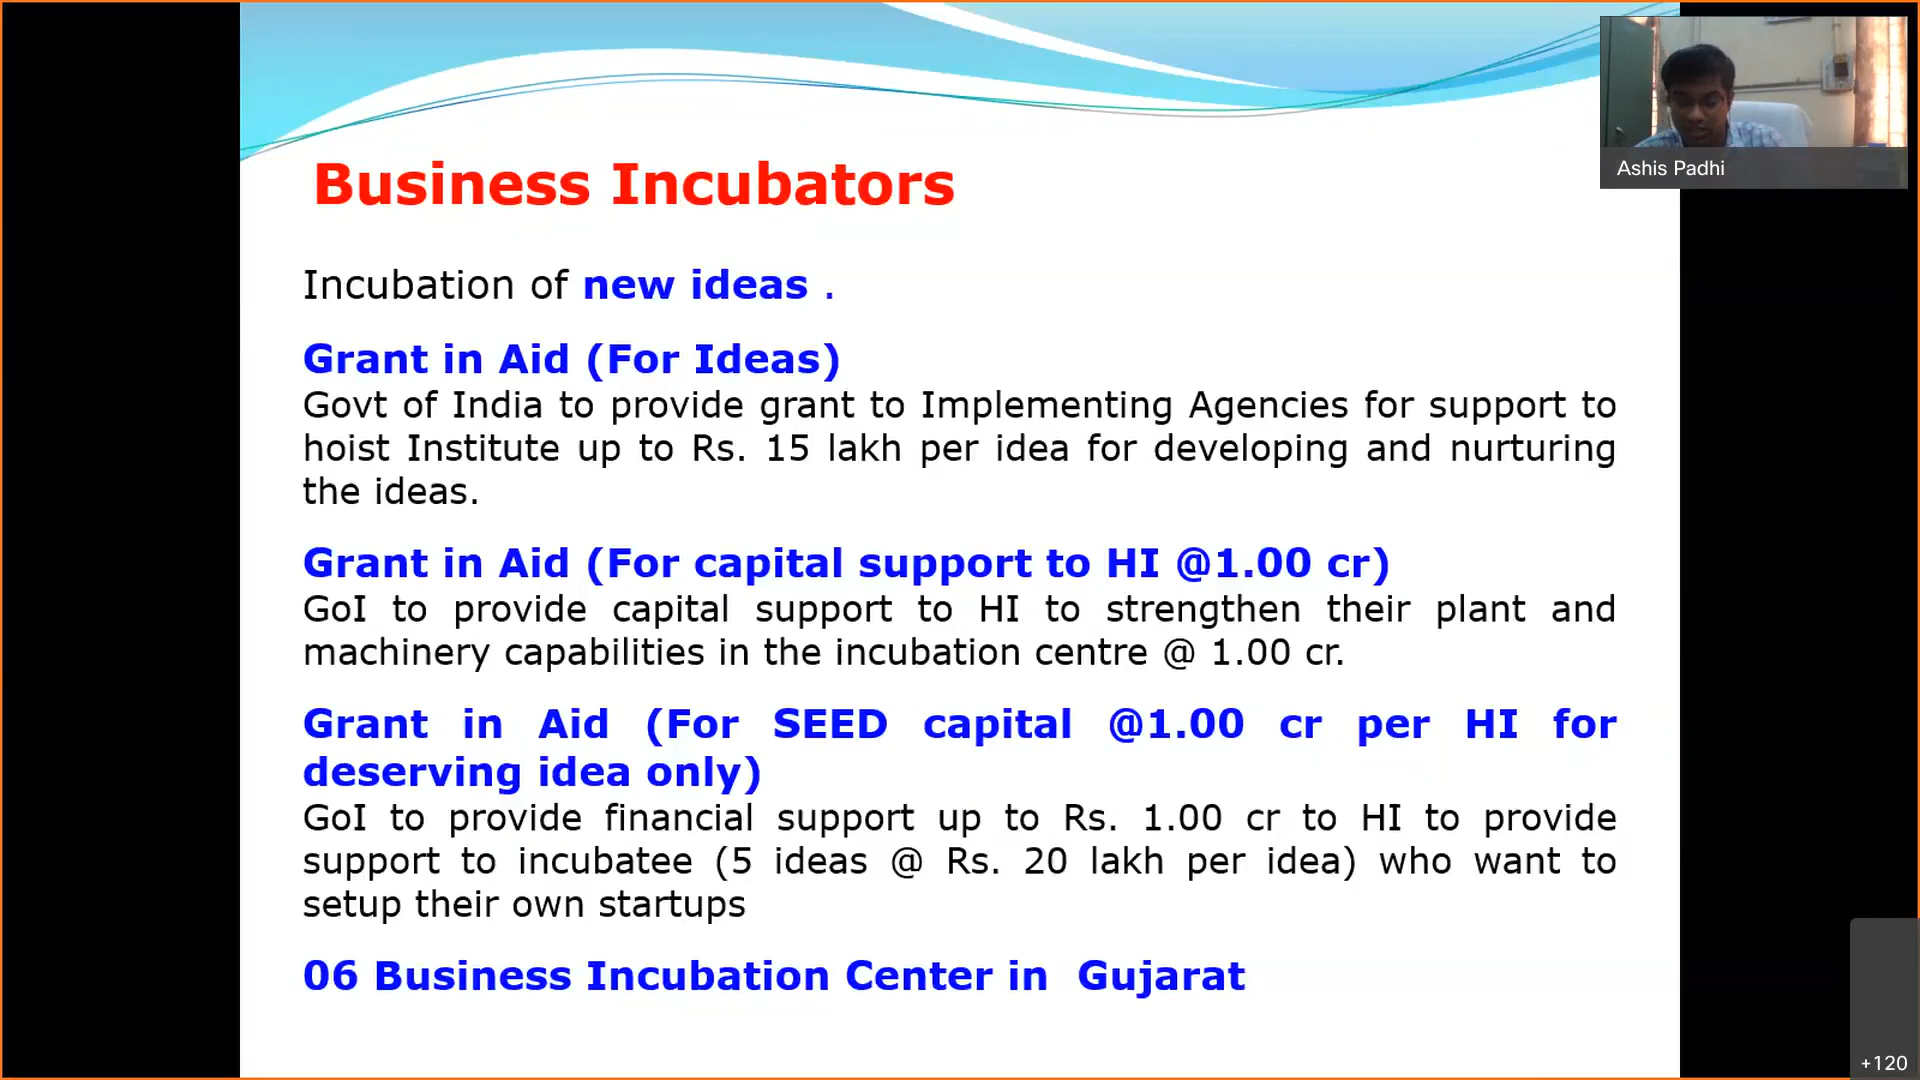 Business Incubators
Ashis Padhi
Incubation of new ideas .
Grant in Aid (For Ideas)
Govt of India to provide grant to Implementing Agencies for support to
hoist Institute up to Rs. 15 lakh per idea for developing and nurturing
the ideas.
Grant in Aid (For capital support to HI @1.00 cr)
GoI to provide capital support to HI to strengthen their plant and
machinery capabilities in the incubation centre @ 1.00 cr.
Grant in Aid (For SEED capital @1.00 cr per HI for
deserving idea only)
GoI to provide financial support up to Rs. 1.00 cr to HI to provide
support to incubatee (5 ideas @ Rs. 20 lakh per idea) who want to
setup their own startups
06 Business Incubation Center in  Gujarat
+120